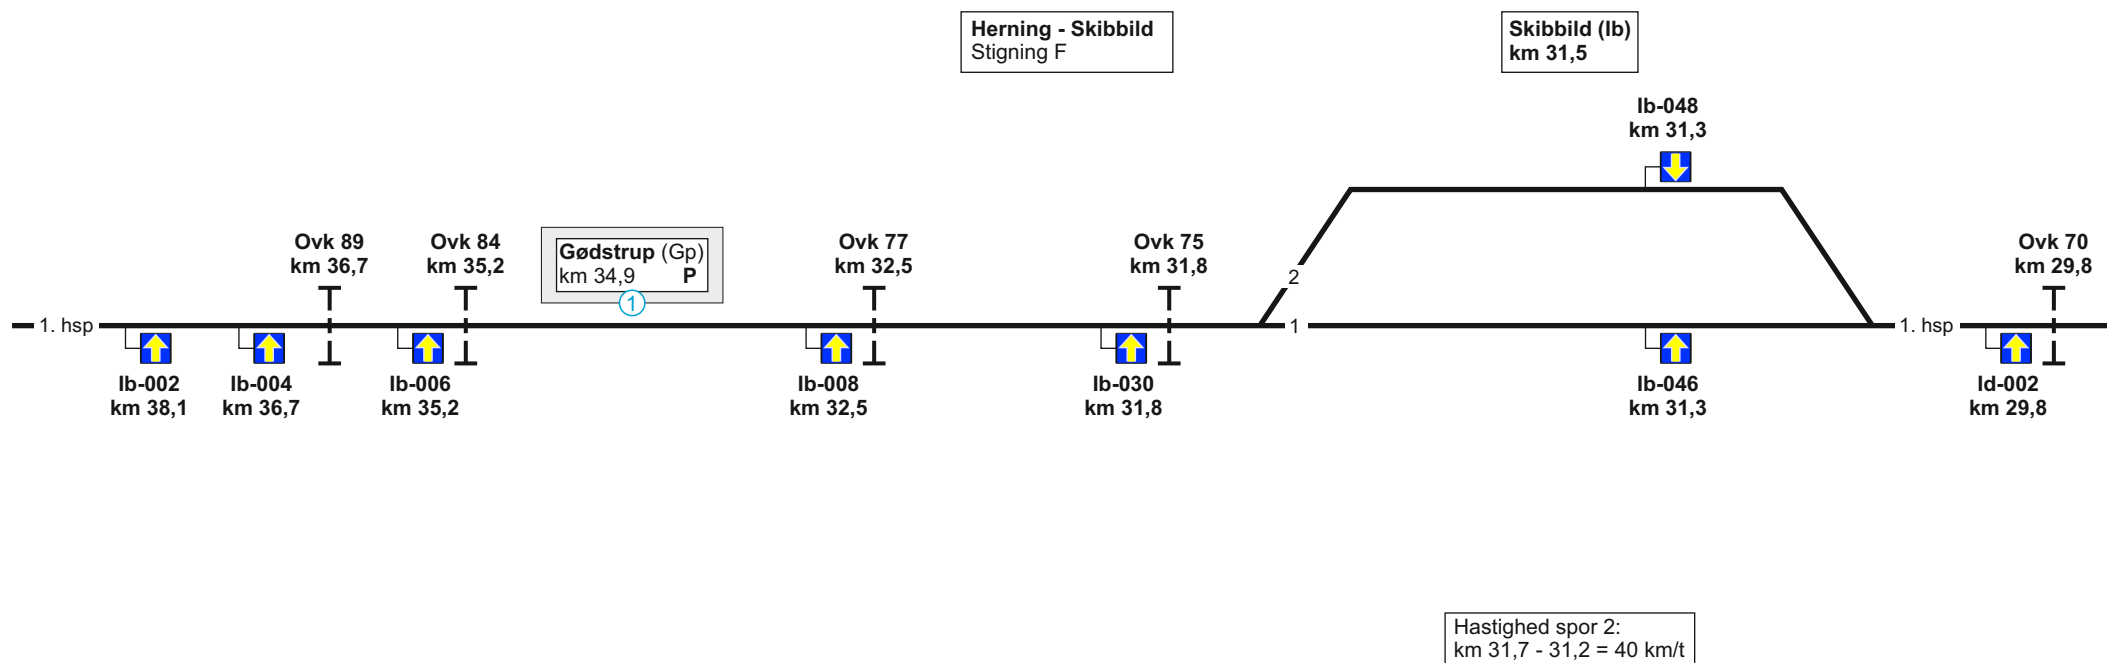 Herning - Skibbild
Stigning F
Skibbild (Ib)
km 31,5
Ib-048
km 31,3
Ovk 89
km 36,7
Ovk 84
km 35,2
Gødstrup (Gp)
km 34,9 P
1
Ovk 77
km 32,5
Ovk 75
km 31,8
Ovk 70
km 29,8
2
1. hsp
1
1. hsp
Ib-002
km 38,1
Ib-004
km 36,7
Ib-006
km 35,2
Ib-008
km 32,5
Ib-030
km 31,8
Ib-046
km 31,3
Id-002
km 29,8
Hastighed spor 2:
km 31,7 - 31,2 = 40 km/t